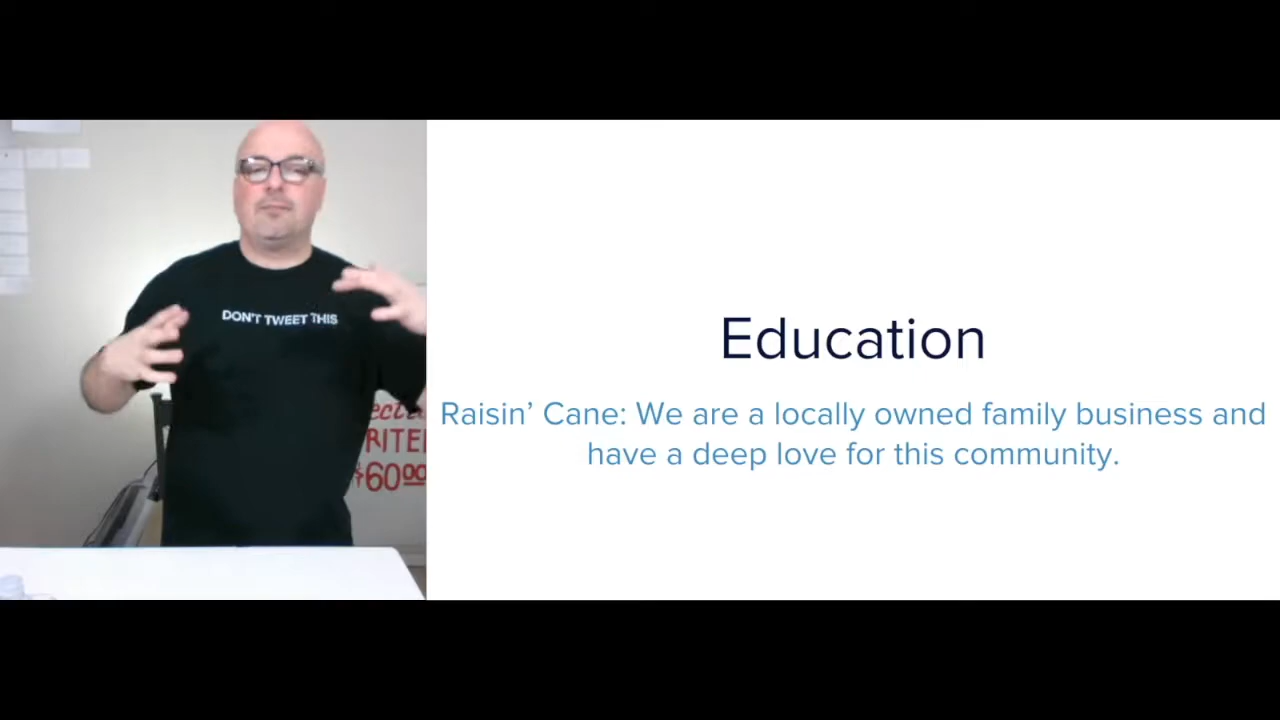 DON'T TWEET THIS
Education
Raisin' Cane: We are a locally owned family business and
have a deep love for this community.
$6000